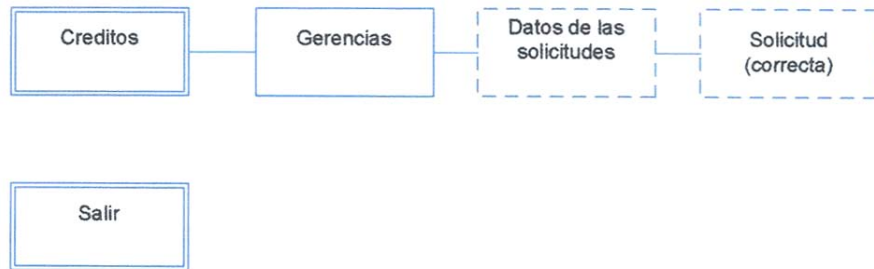 Creditos
Gerencias
Datos de las
solicitudes
Solicitud
(correcta)
Salir